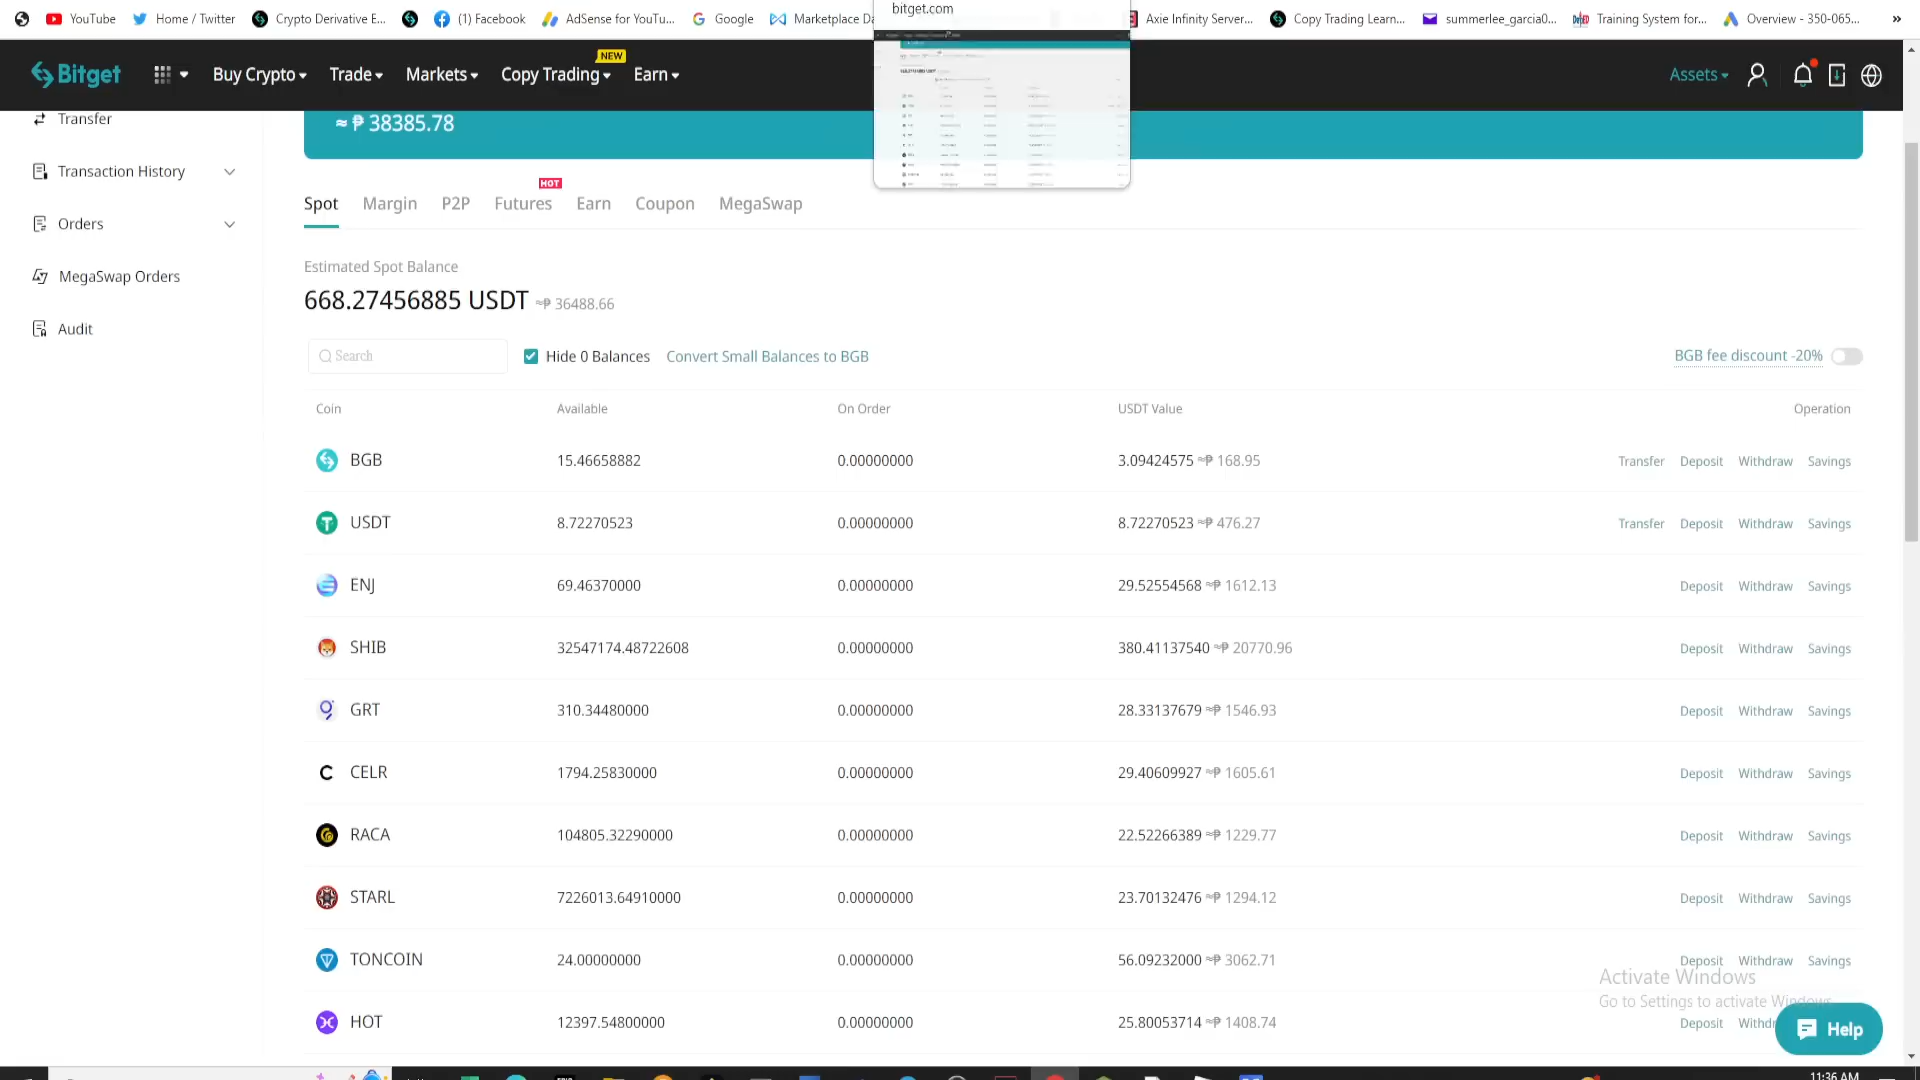 YouTube Home / Twitter Crypto Derivative E... (1) Facebook AdSense for YouTu... Google Marketplace Da Axie Infinity Server... Copy Trading Learn... summerlee_garcia0... Training System for... Overview - 350-065... »
bitget.com
Bitget Buy Crypto Trade Markets Copy Trading NEW Earn Assets
Transfer
≈ ₱ 38385.78
Transaction History
Orders
MegaSwap Orders
Audit
Spot Margin P2P Futures HOT Earn Coupon MegaSwap
Estimated Spot Balance
668.27456885 USDT ≈₱ 36488.66
Search Hide 0 Balances Convert Small Balances to BGB BGB fee discount -20%
Coin Available On Order USDT Value Operation
BGB 15.46658882 0.00000000 3.09424575 ≈₱ 168.95 Transfer Deposit Withdraw Savings
USDT 8.72270523 0.00000000 8.72270523 ≈₱ 476.27 Transfer Deposit Withdraw Savings
ENJ 69.46370000 0.00000000 29.52554568 ≈₱ 1612.13 Deposit Withdraw Savings
SHIB 32547174.48722608 0.00000000 380.41137540 ≈₱ 20770.96 Deposit Withdraw Savings
GRT 310.34480000 0.00000000 28.33137679 ≈₱ 1546.93 Deposit Withdraw Savings
CELR 1794.25830000 0.00000000 29.40609927 ≈₱ 1605.61 Deposit Withdraw Savings
RACA 104805.32290000 0.00000000 22.52266389 ≈₱ 1229.77 Deposit Withdraw Savings
STARL 7226013.64910000 0.00000000 23.70132476 ≈₱ 1294.12 Deposit Withdraw Savings
TONCOIN 24.00000000 0.00000000 56.09232000 ≈₱ 3062.71 Deposit Withdraw Savings
Activate Windows
Go to Settings to activate Windows.
HOT 12397.54800000 0.00000000 25.80053714 ≈₱ 1408.74 Deposit Withdr
Help
11:36 AM